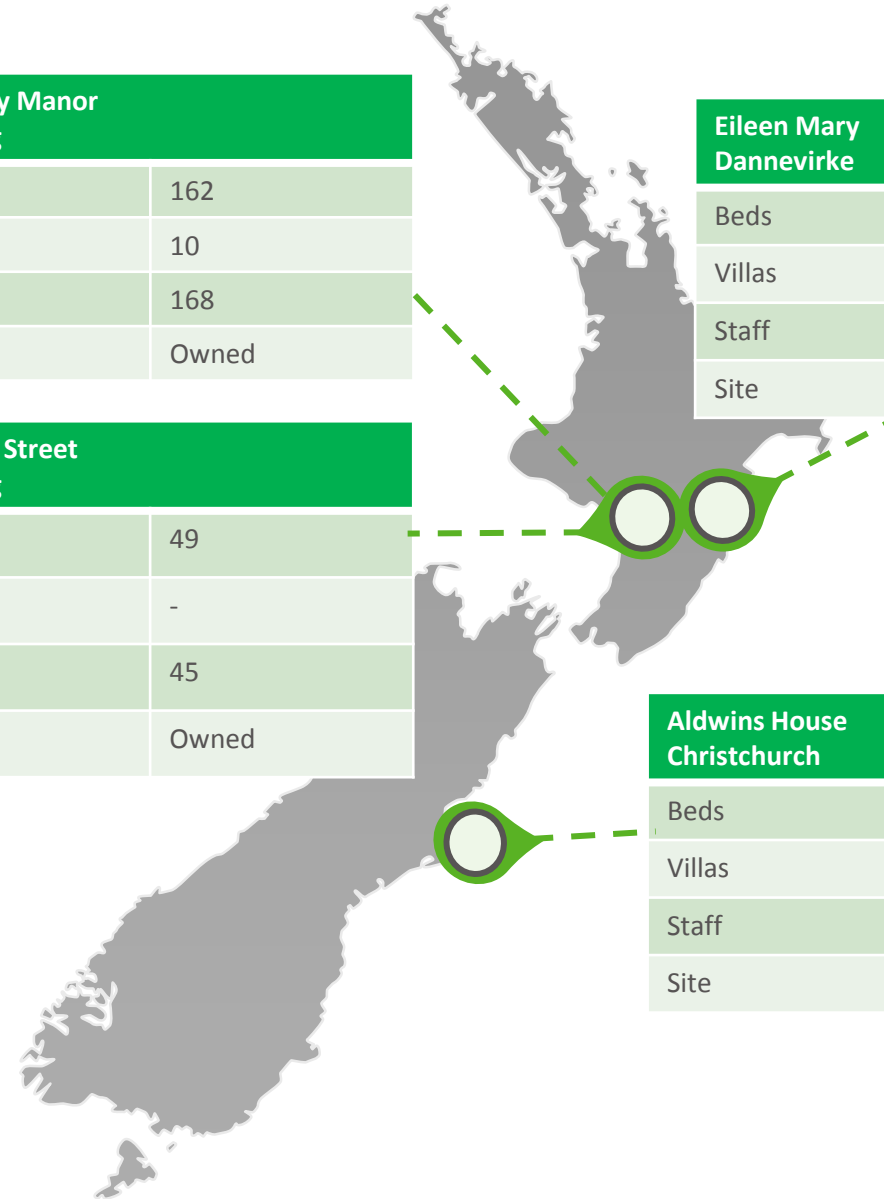 y Manor
162
10
168
Owned
Street
49
-
45
Owned
Eileen Mary
Dannevirke
Beds
Villas
Staff
Site
Aldwins House
Christchurch
Beds
Villas
Staff
Site